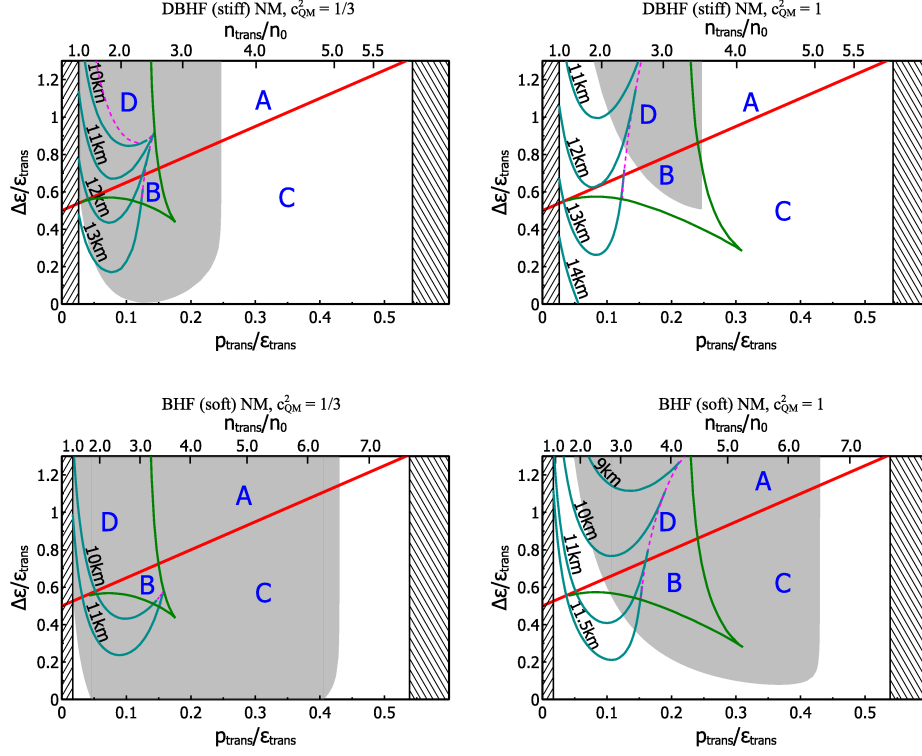 DBHF (stiff) NM, c²QM = 1/3
ntrans/n0
1.0 2.0 3.0 4.0 5.0 5.5
1.2
1
0.8
0.6
0.4
0.2
0
Δε/εtrans
10km
11km
12km
13km
D
A
B
C
0 0.1 0.2 0.3 0.4 0.5
ptrans/εtrans
DBHF (stiff) NM, c²QM = 1
ntrans/n0
1.0 2.0 3.0 4.0 5.0 5.5
1.2
1
0.8
0.6
0.4
0.2
0
Δε/εtrans
11km
12km
13km
14km
D
A
B
C
0 0.1 0.2 0.3 0.4 0.5
ptrans/εtrans
BHF (soft) NM, c²QM = 1/3
ntrans/n0
1.0 2.0 3.0 4.0 5.0 6.0 7.0
1.2
1
0.8
0.6
0.4
0.2
0
Δε/εtrans
10km
11km
D
A
B
C
0 0.1 0.2 0.3 0.4 0.5
ptrans/εtrans
BHF (soft) NM, c²QM = 1
ntrans/n0
1.0 2.0 3.0 4.0 5.0 6.0 7.0
1.2
1
0.8
0.6
0.4
0.2
0
Δε/εtrans
9km
10km
11km
11.5km
D
A
B
C
0 0.1 0.2 0.3 0.4 0.5
ptrans/εtrans